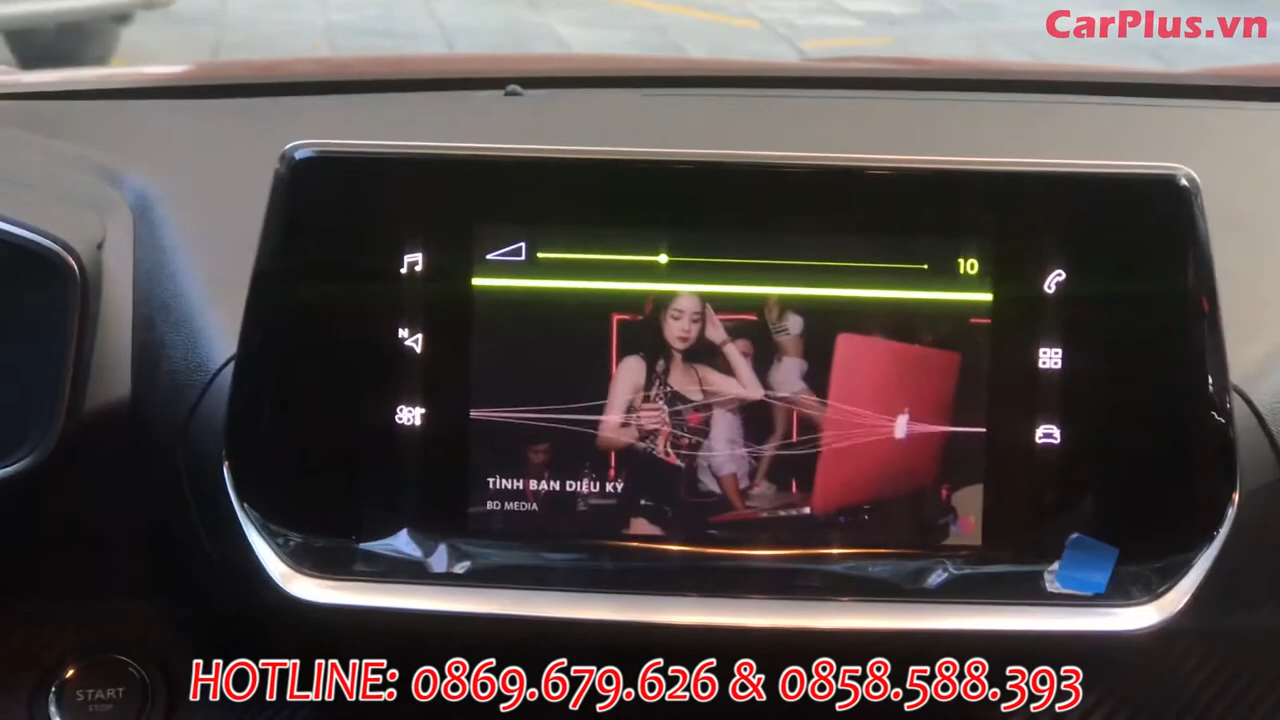 CarPlus.vn
10
N
TÌNH BẠN DIỆU KỲ
BD MEDIA
START
STOP
HOTLINE: 0869.679.626 & 0858.588.393